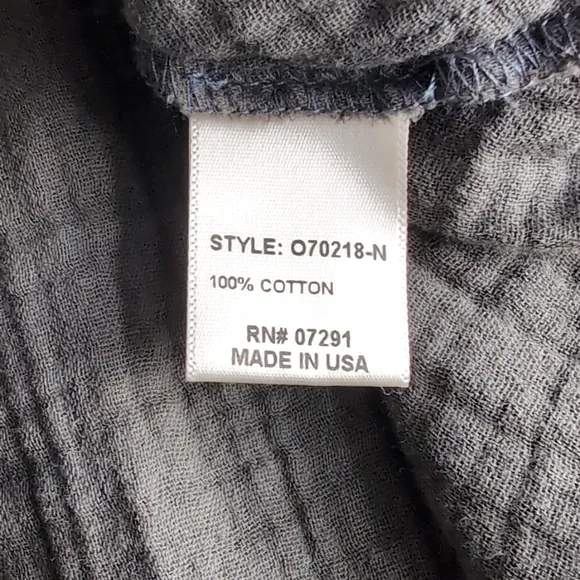 STYLE: O70218-N
100% COTTON
RN# 07291
MADE IN USA